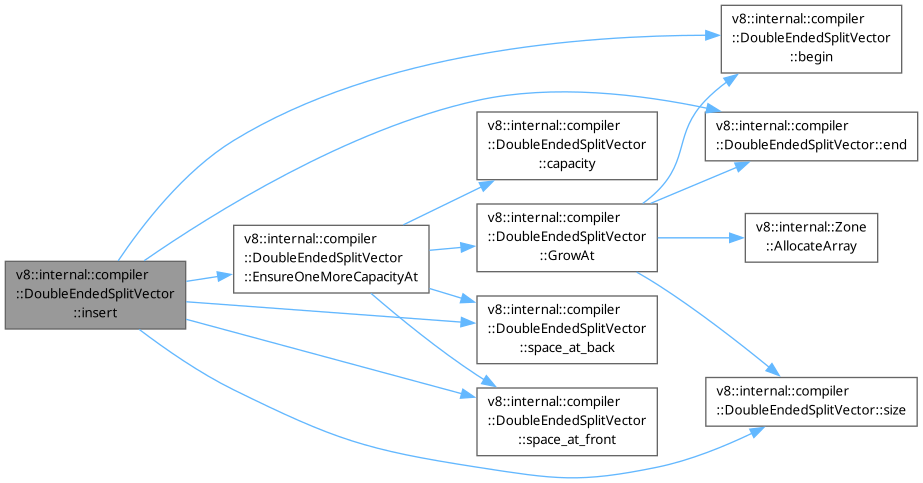 v8::internal::compiler
::DoubleEndedSplitVector
::insert
v8::internal::compiler
::DoubleEndedSplitVector
::EnsureOneMoreCapacityAt
v8::internal::compiler
::DoubleEndedSplitVector
::capacity
v8::internal::compiler
::DoubleEndedSplitVector
::GrowAt
v8::internal::compiler
::DoubleEndedSplitVector
::space_at_back
v8::internal::compiler
::DoubleEndedSplitVector
::space_at_front
v8::internal::compiler
::DoubleEndedSplitVector
::begin
v8::internal::compiler
::DoubleEndedSplitVector::end
v8::internal::Zone
::AllocateArray
v8::internal::compiler
::DoubleEndedSplitVector::size